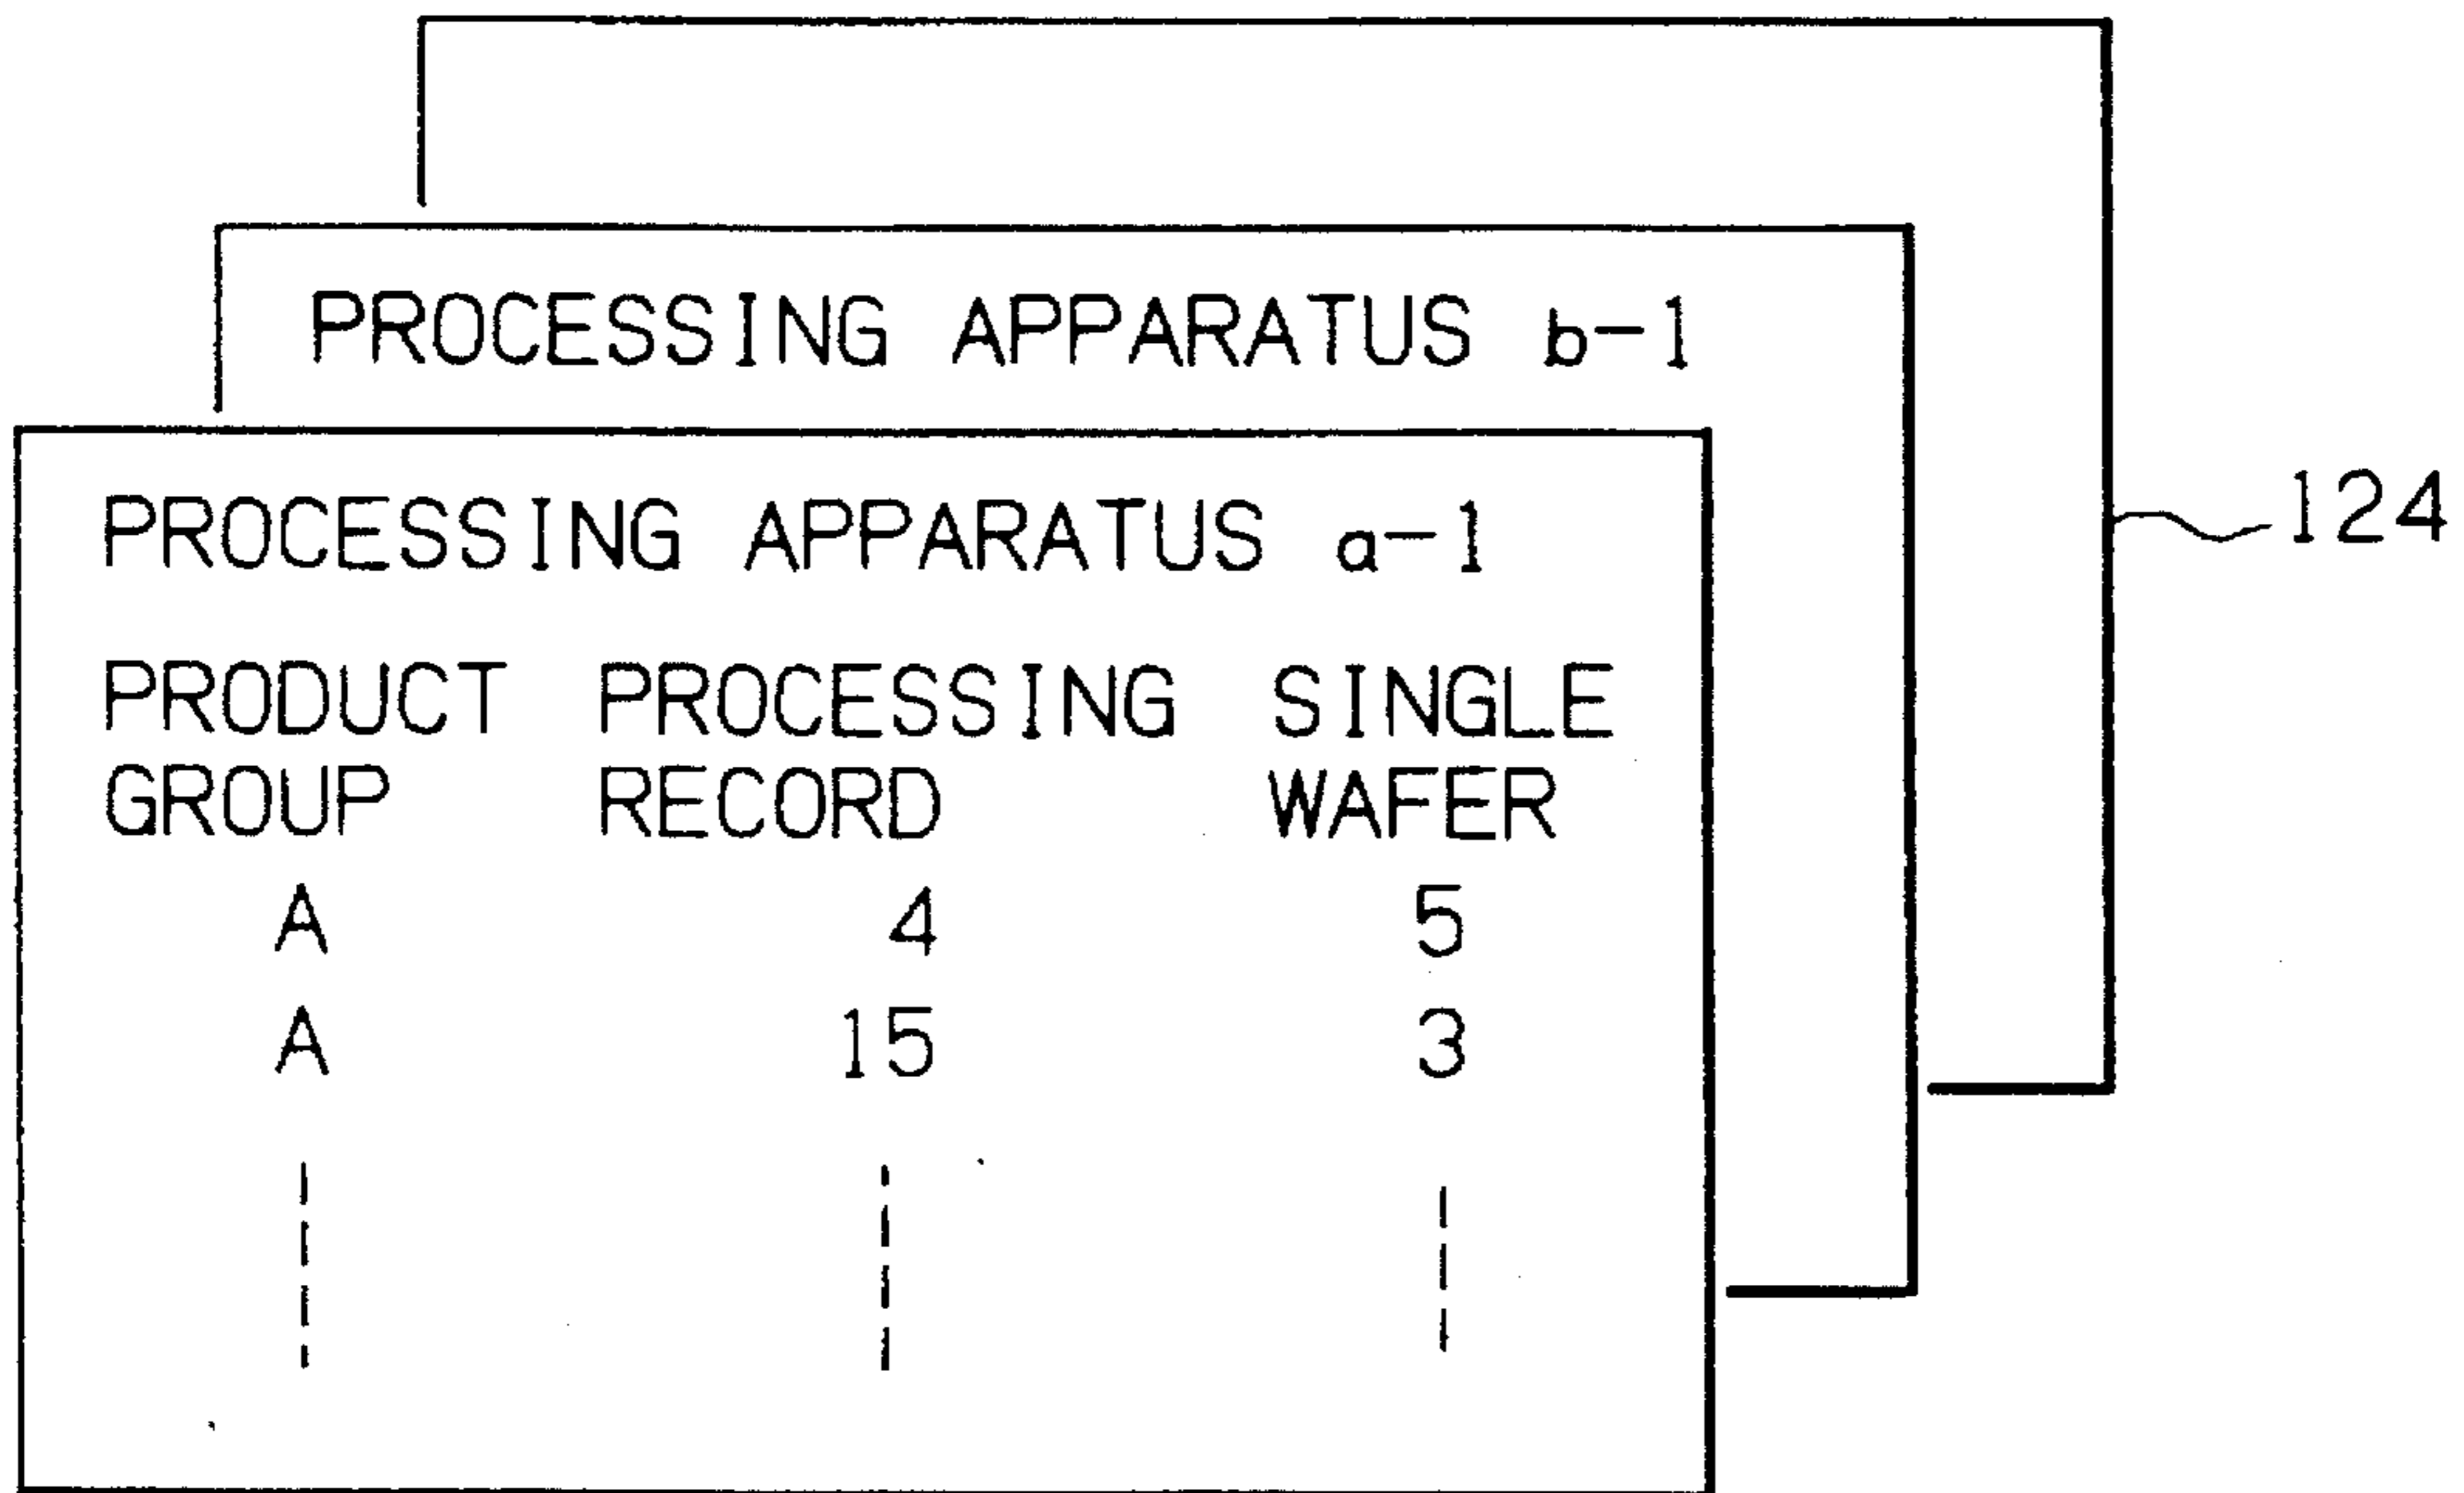 PROCESSING APPARATUS b-1
PROCESSING APPARATUS a-1
124
PRODUCT PROCESSING SINGLE
GROUP RECORD WAFER
A 4 5
A 15 3